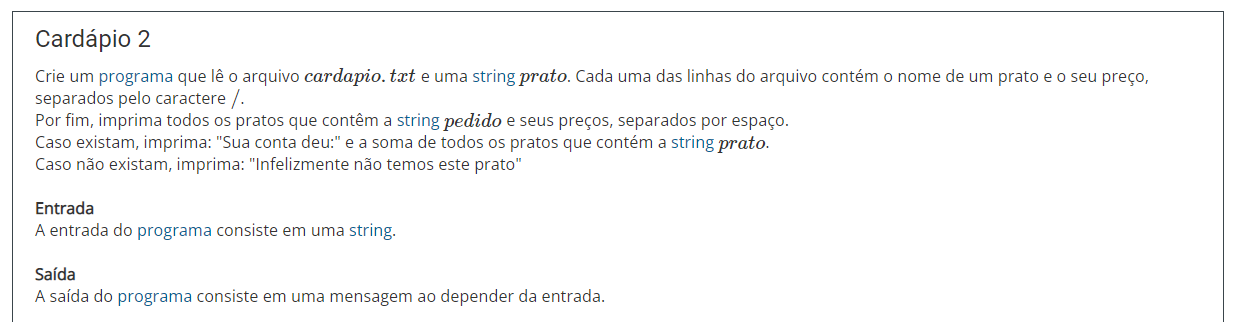 Cardápio 2
Crie um programa que lê o arquivo cardapio.txt e uma string prato. Cada uma das linhas do arquivo contém o nome de um prato e o seu preço,
separados pelo caractere /.
Por fim, imprima todos os pratos que contêm a string pedido e seus preços, separados por espaço.
Caso existam, imprima: "Sua conta deu:" e a soma de todos os pratos que contém a string prato.
Caso não existam, imprima: "Infelizmente não temos este prato"
Entrada
A entrada do programa consiste em uma string.
Saída
A saída do programa consiste em uma mensagem ao depender da entrada.